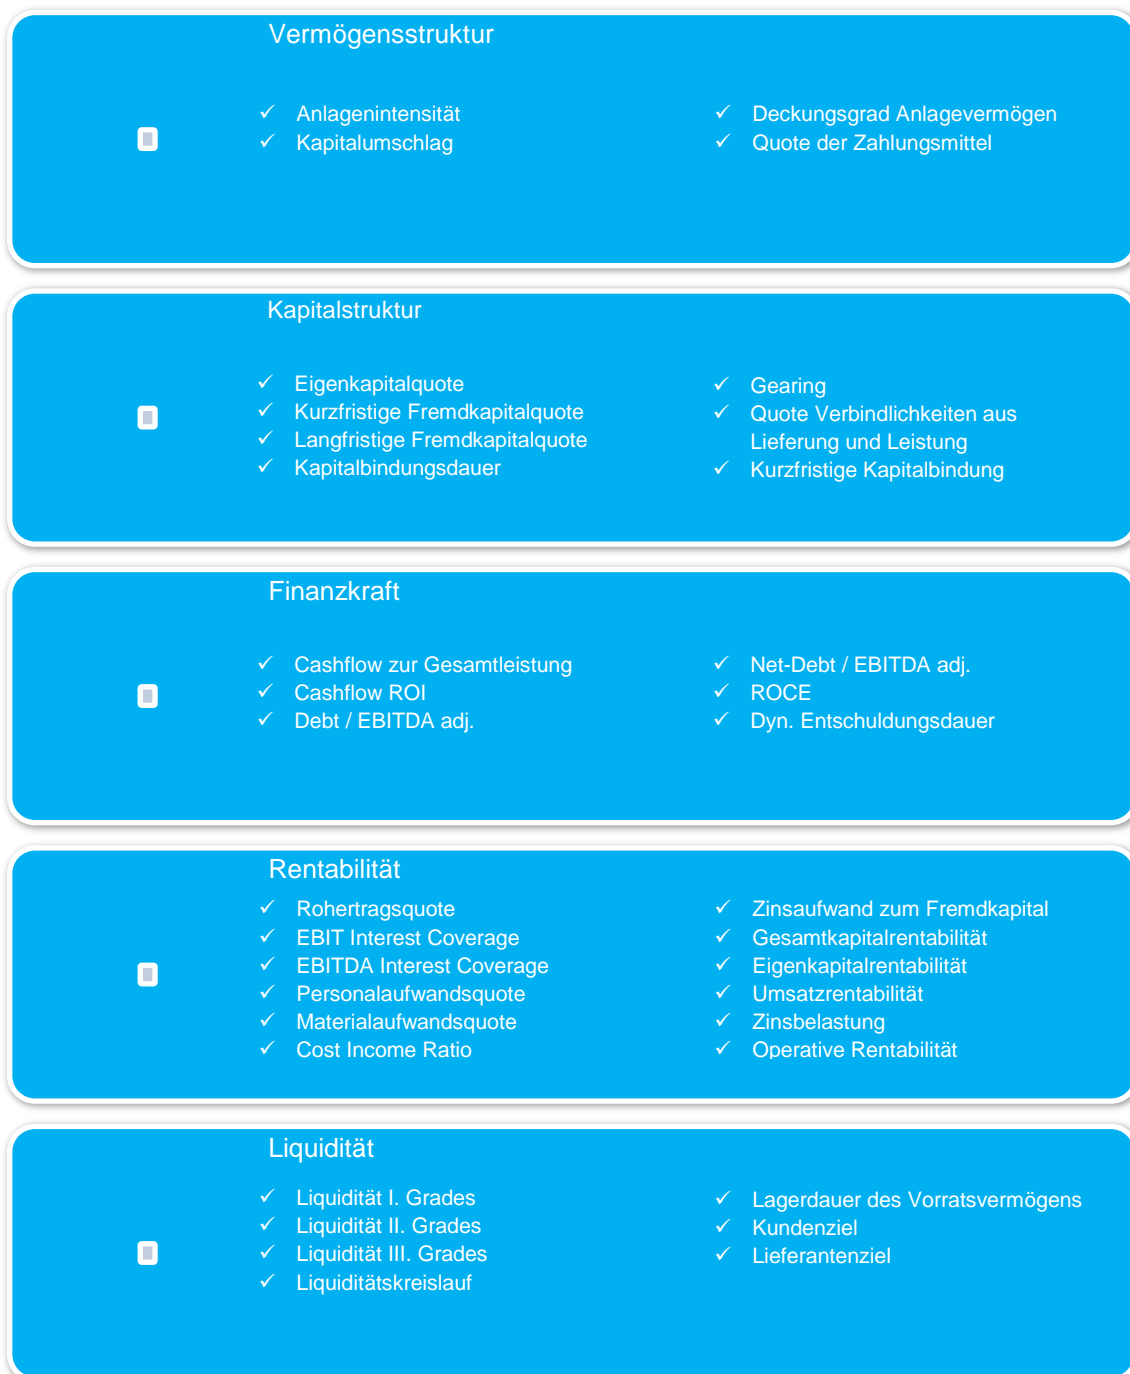 Vermögensstruktur
✓ Anlagenintensität
✓ Kapitalumschlag
✓ Deckungsgrad Anlagevermögen
✓ Quote der Zahlungsmittel
Kapitalstruktur
✓ Eigenkapitalquote
✓ Kurzfristige Fremdkapitalquote
✓ Langfristige Fremdkapitalquote
✓ Kapitalbindungsdauer
✓ Gearing
✓ Quote Verbindlichkeiten aus
Lieferung und Leistung
✓ Kurzfristige Kapitalbindung
Finanzkraft
✓ Cashflow zur Gesamtleistung
✓ Cashflow ROI
✓ Debt / EBITDA adj.
✓ Net-Debt / EBITDA adj.
✓ ROCE
✓ Dyn. Entschuldungsdauer
Rentabilität
✓ Rohertragsquote
✓ EBIT Interest Coverage
✓ EBITDA Interest Coverage
✓ Personalaufwandsquote
✓ Materialaufwandsquote
✓ Cost Income Ratio
✓ Zinsaufwand zum Fremdkapital
✓ Gesamtkapitalrentabilität
✓ Eigenkapitalrentabilität
✓ Umsatzrentabilität
✓ Zinsbelastung
✓ Operative Rentabilität
Liquidität
✓ Liquidität I. Grades
✓ Liquidität II. Grades
✓ Liquidität III. Grades
✓ Liquiditätskreislauf
✓ Lagerdauer des Vorratsvermögens
✓ Kundenziel
✓ Lieferantenziel